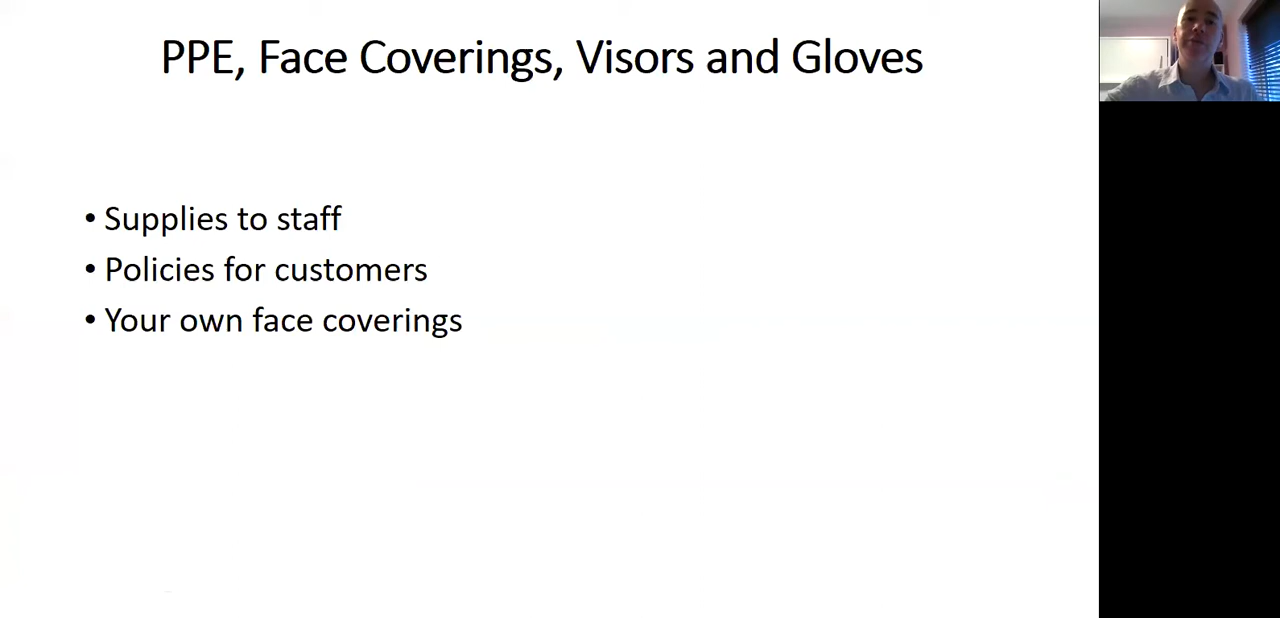 PPE, Face Coverings, Visors and Gloves
• Supplies to staff
• Policies for customers
• Your own face coverings